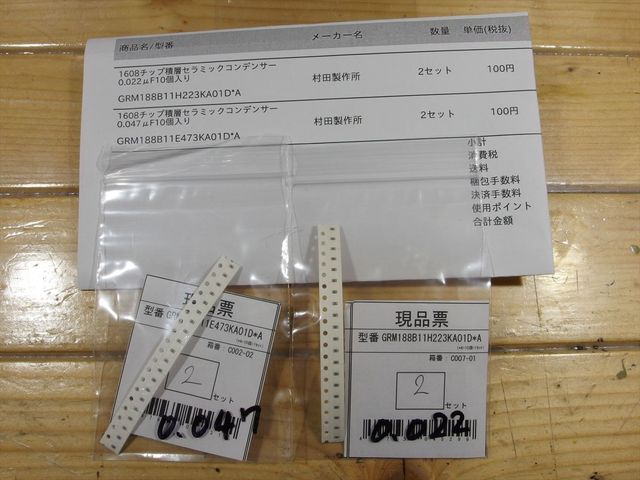 商品名/型番 メーカー名 数量 単価(税抜)
1608チップ積層セラミックコンデンサー
0.022μF10個入り
GRM188B11H223KA01D*A 村田製作所 2セット 100円
1608チップ積層セラミックコンデンサー
0.047μF10個入り
GRM188B11E473KA01D*A 村田製作所 2セット 100円
小計
消費税
送料
梱包手数料
決済手数料
使用ポイント
合計金額
現品票
型番 GR 11E473KA01D*A
箱番：C002-02
2
セット
0.047
現品票
型番 GRM188B11H223KA01D*A
箱番：C007-01
2
セット
0.022